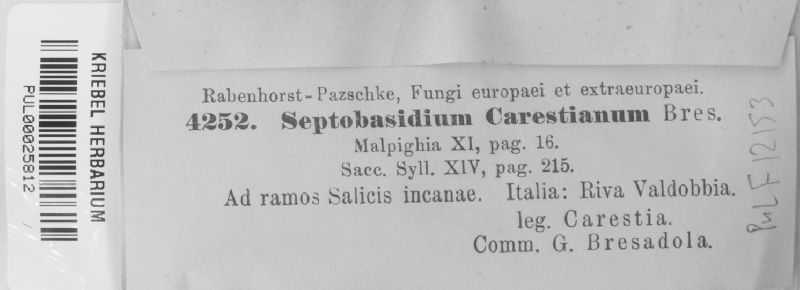 KRIEBEL HERBARIUM
PUL00025812
Rabenhorst-Pazschke, Fungi europaei et extraeuropaei.
4252. Septobasidium Carestianum Bres.
Malpighia XI, pag. 16.
Sacc. Syll. XIV, pag. 215.
Ad ramos Salicis incanae. Italia: Riva Valdobbia.
leg. Carestia.
Comm. G. Bresadola.
PUL F12153